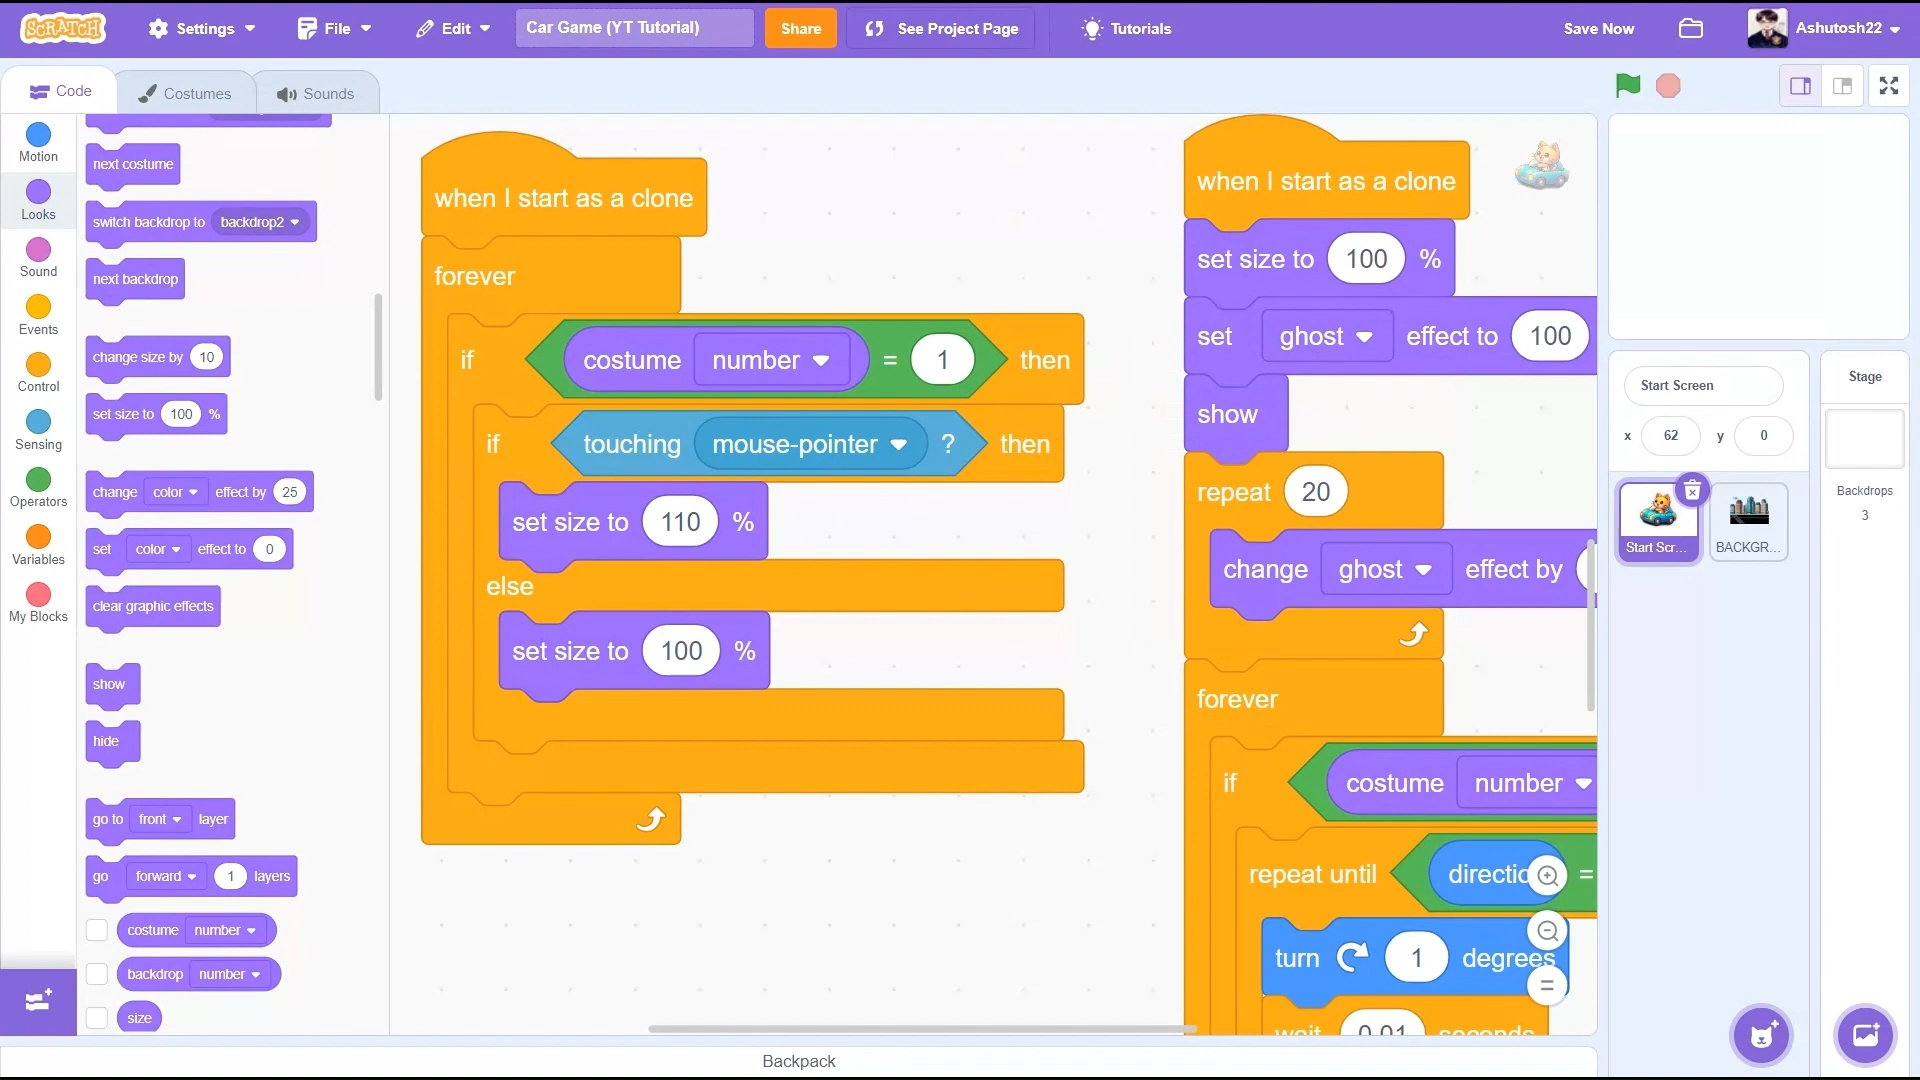 SCRATCH Settings File Edit Car Game (YT Tutorial) Share See Project Page Tutorials Save Now Ashutosh22
Code Costumes Sounds
Motion
Looks
Sound
Events
Control
Sensing
Operators
Variables
My Blocks
next costume
switch backdrop to backdrop2
next backdrop
change size by 10
set size to 100 %
change color effect by 25
set color effect to 0
clear graphic effects
show
hide
go to front layer
go forward 1 layers
costume number
backdrop number
size
when I start as a clone
forever
if costume number = 1 then
if touching mouse-pointer ? then
set size to 110 %
else
set size to 100 %
when I start as a clone
set size to 100 %
set ghost effect to 100
show
repeat 20
change ghost effect by
forever
if costume number
repeat until directio =
turn 1 degrees
wait 0.01 seconds
Start Screen
x 62 y 0
Start Scr...
BACKGR...
Stage
Backdrops
3
Backpack